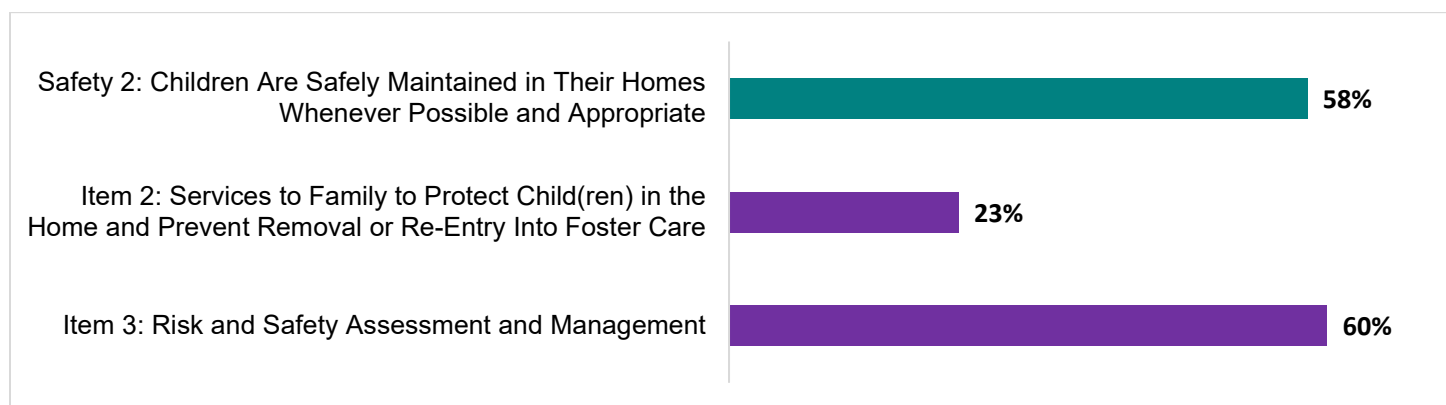 Safety 2: Children Are Safely Maintained in Their Homes
Whenever Possible and Appropriate
58%
Item 2: Services to Family to Protect Child(ren) in the
Home and Prevent Removal or Re-Entry Into Foster Care
23%
Item 3: Risk and Safety Assessment and Management
60%